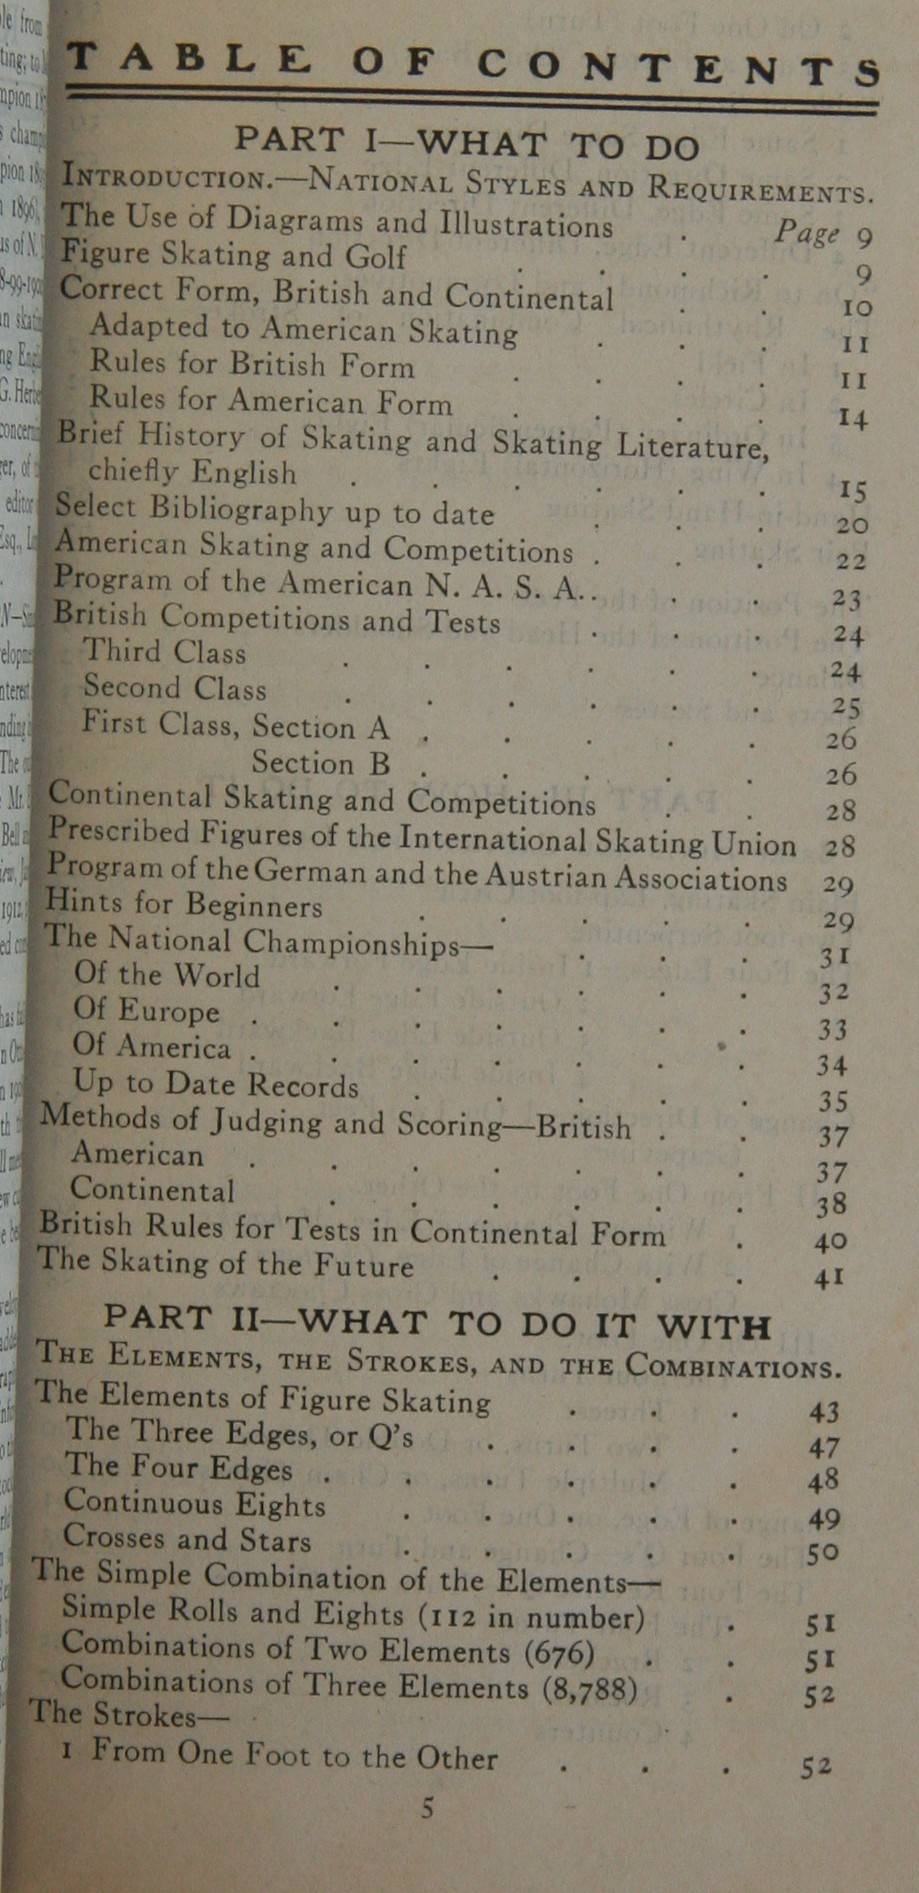 TABLE OF CONTENTS
PART I—WHAT TO DO
INTRODUCTION.—NATIONAL STYLES AND REQUIREMENTS.
The Use of Diagrams and Illustrations . Page 9
Figure Skating and Golf . . . . 9
Correct Form, British and Continental . . 10
Adapted to American Skating . . . 11
Rules for British Form . . . . 11
Rules for American Form . . . . 14
Brief History of Skating and Skating Literature,
chiefly English . . . . . . 15
Select Bibliography up to date . . . 20
American Skating and Competitions . . . 22
Program of the American N. A. S. A. . . . 23
British Competitions and Tests . . . 24
Third Class . . . . . . 24
Second Class . . . . . . 25
First Class, Section A . . . . . 26
Section B . . . . . 26
Continental Skating and Competitions . . 28
Prescribed Figures of the International Skating Union 28
Program of the German and the Austrian Associations 29
Hints for Beginners . . . . . 29
The National Championships— . . . 31
Of the World . . . . . . 32
Of Europe . . . . . . . 33
Of America . . . . . . . 34
Up to Date Records . . . . . 35
Methods of Judging and Scoring—British . . 37
American . . . . . . . 37
Continental . . . . . . 38
British Rules for Tests in Continental Form . 40
The Skating of the Future . . . . 41
PART II—WHAT TO DO IT WITH
THE ELEMENTS, THE STROKES, AND THE COMBINATIONS.
The Elements of Figure Skating . . . 43
The Three Edges, or Q's . . . . 47
The Four Edges . . . . . . 48
Continuous Eights . . . . . 49
Crosses and Stars . . . . . 50
The Simple Combination of the Elements—
Simple Rolls and Eights (112 in number) . 51
Combinations of Two Elements (676) . . 51
Combinations of Three Elements (8,788) . 52
The Strokes—
1 From One Foot to the Other . . . 52
5